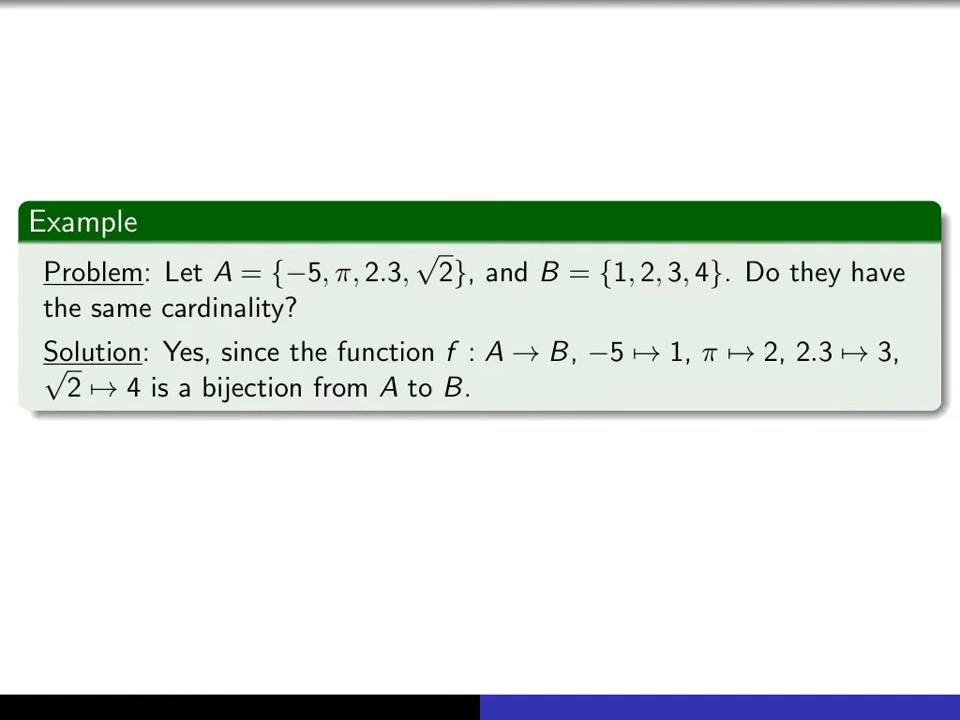 Example
Problem: Let A = {−5, π, 2.3, √2}, and B = {1, 2, 3, 4}. Do they have
the same cardinality?
Solution: Yes, since the function f : A → B, −5 ↦ 1, π ↦ 2, 2.3 ↦ 3,
√2 ↦ 4 is a bijection from A to B.